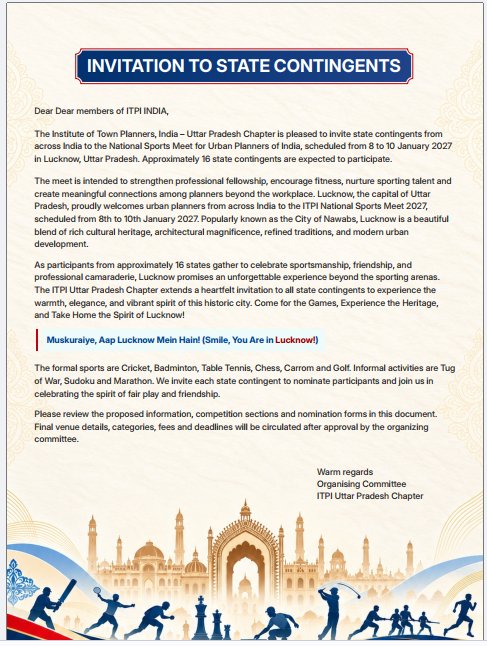 INVITATION TO STATE CONTINGENTS
Dear Dear members of ITPI INDIA,
The Institute of Town Planners, India – Uttar Pradesh Chapter is pleased to invite state contingents from
across India to the National Sports Meet for Urban Planners of India, scheduled from 8 to 10 January 2027
in Lucknow, Uttar Pradesh. Approximately 16 state contingents are expected to participate.
The meet is intended to strengthen professional fellowship, encourage fitness, nurture sporting talent and
create meaningful connections among planners beyond the workplace. Lucknow, the capital of Uttar
Pradesh, proudly welcomes urban planners from across India to the ITPI National Sports Meet 2027,
scheduled from 8th to 10th January 2027. Popularly known as the City of Nawabs, Lucknow is a beautiful
blend of rich cultural heritage, architectural magnificence, refined traditions, and modern urban
development.
As participants from approximately 16 states gather to celebrate sportsmanship, friendship, and
professional camaraderie, Lucknow promises an unforgettable experience beyond the sporting arenas.
The ITPI Uttar Pradesh Chapter extends a heartfelt invitation to all state contingents to experience the
warmth, elegance, and vibrant spirit of this historic city. Come for the Games, Experience the Heritage,
and Take Home the Spirit of Lucknow!
Muskuraiye, Aap Lucknow Mein Hain! (Smile, You Are in Lucknow!)
The formal sports are Cricket, Badminton, Table Tennis, Chess, Carrom and Golf. Informal activities are Tug
of War, Sudoku and Marathon. We invite each state contingent to nominate participants and join us in
celebrating the spirit of fair play and friendship.
Please review the proposed information, competition sections and nomination forms in this document.
Final venue details, categories, fees and deadlines will be circulated after approval by the organizing
committee.
Warm regards
Organising Committee
ITPI Uttar Pradesh Chapter